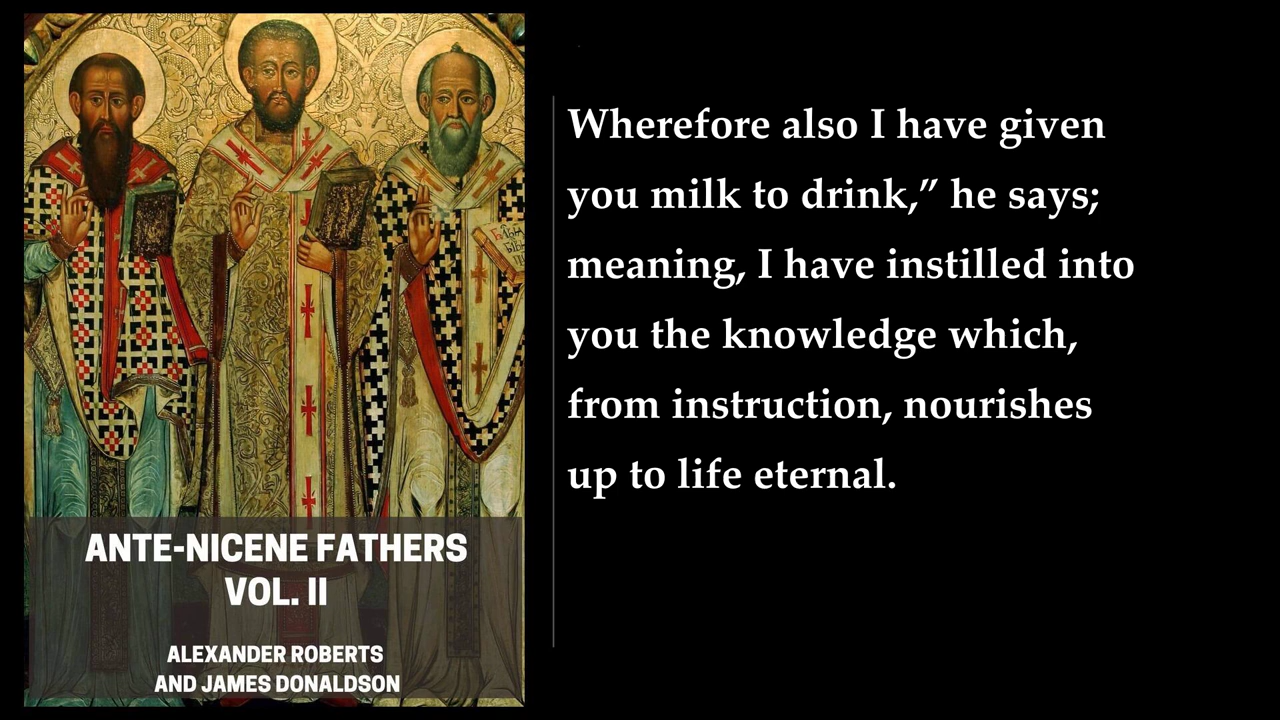 Wherefore also I have given
you milk to drink,” he says;
meaning, I have instilled into
you the knowledge which,
from instruction, nourishes
up to life eternal.
ANTE-NICENE FATHERS
VOL. II
ALEXANDER ROBERTS
AND JAMES DONALDSON